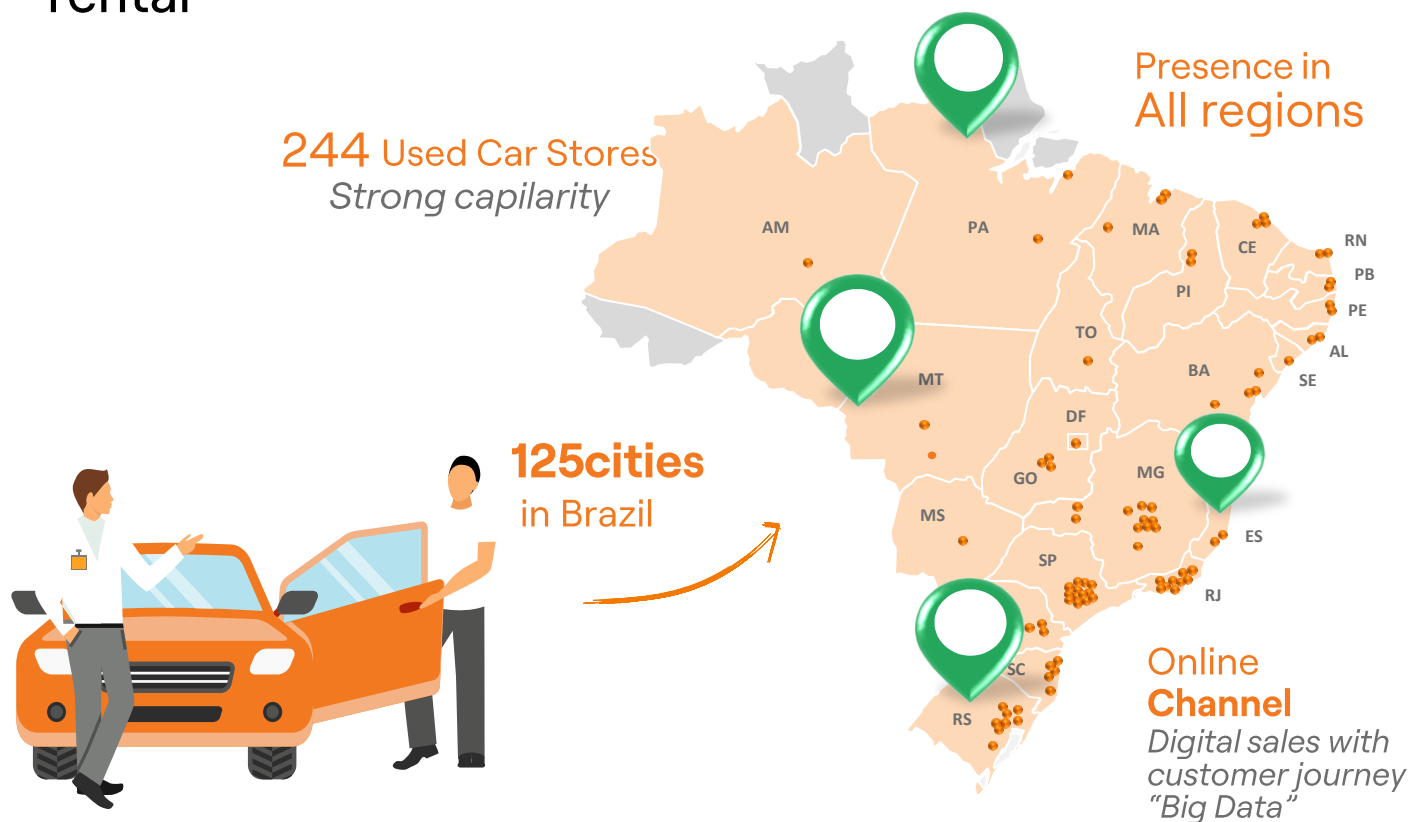 rental
Presence in
All regions
244 Used Car Stores
Strong capilarity
AM
PA
MA
CE
RN
PB
PE
PI
TO
AL
BA
SE
MT
DF
GO
MG
MS
ES
SP
RJ
SC
RS
125cities
in Brazil
Online
Channel
Digital sales with
customer journey
“Big Data”